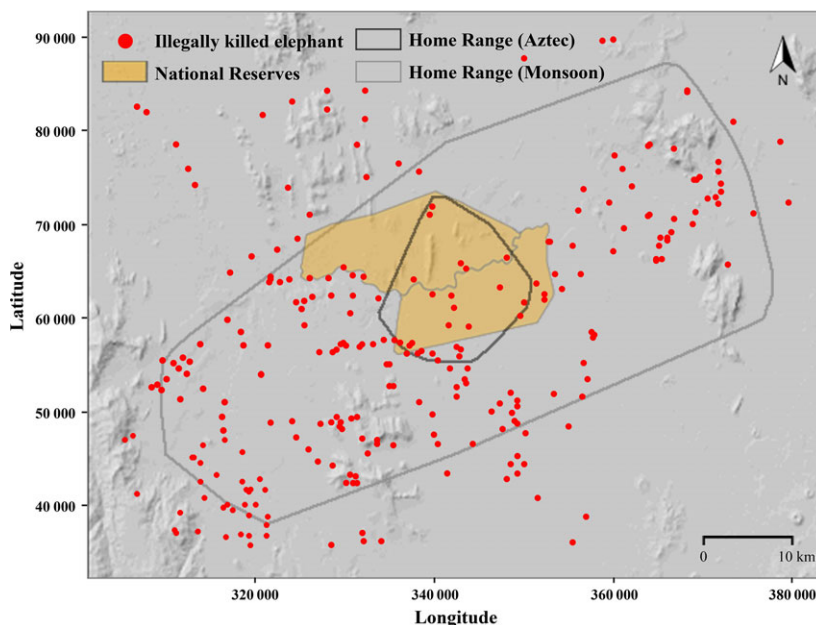 Illegally killed elephant
Home Range (Aztec)
National Reserves
Home Range (Monsoon)
N
90 000
80 000
70 000
60 000
50 000
40 000
Latitude
0 10 km
320 000 340 000 360 000 380 000
Longitude